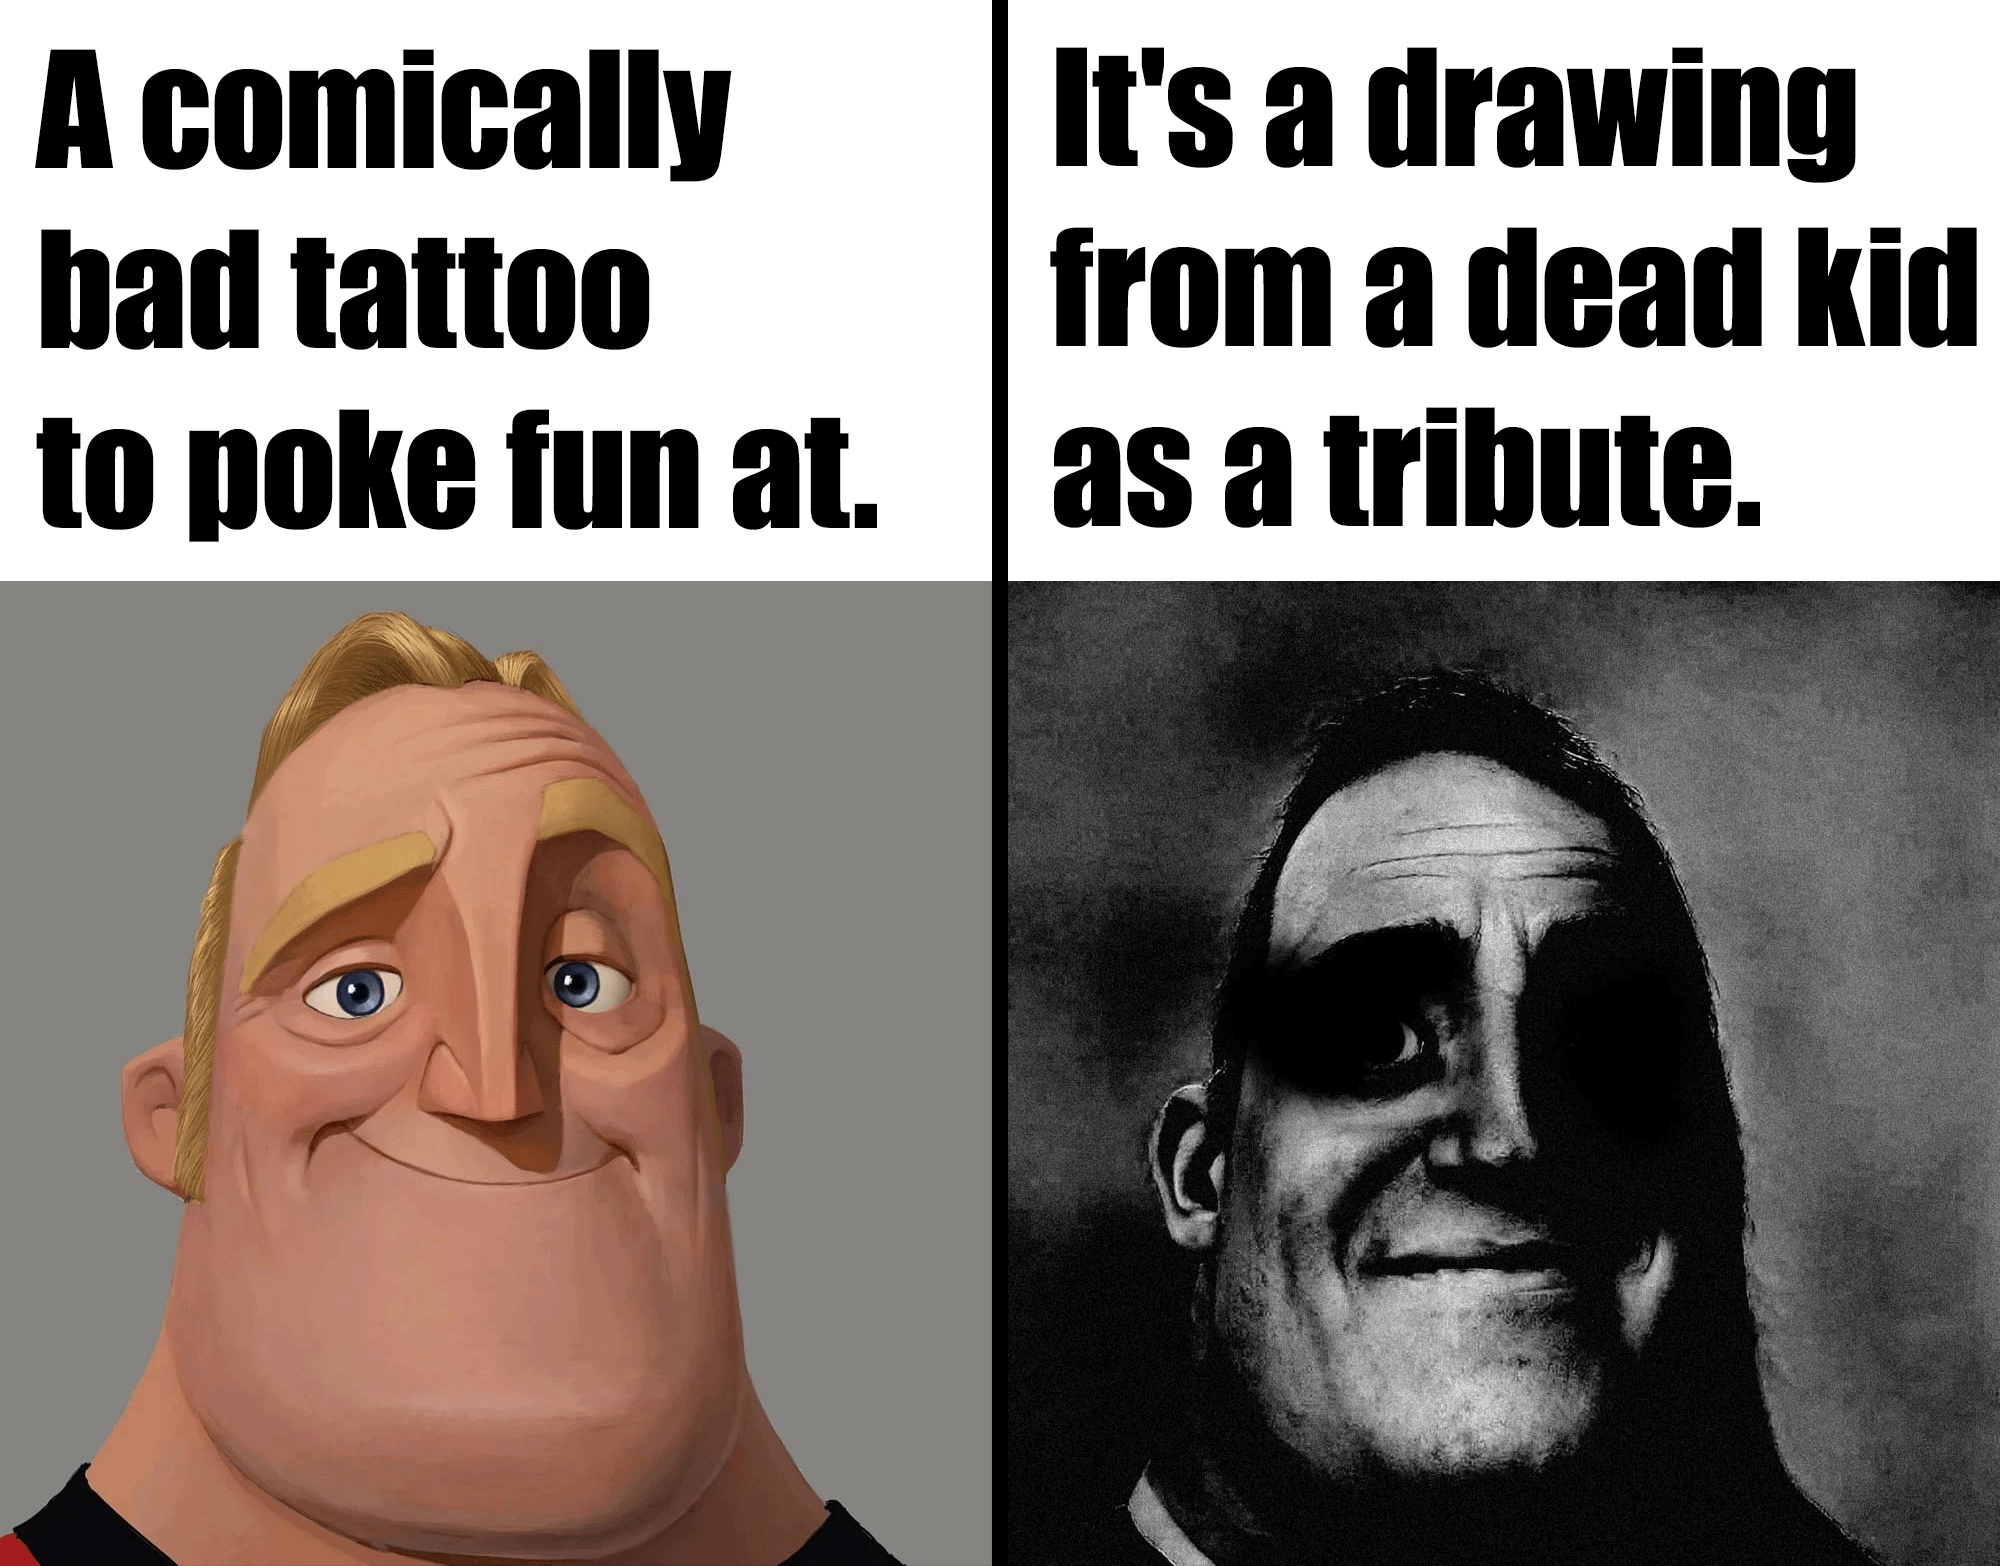 A comically
bad tattoo
to poke fun at.
It's a drawing
from a dead kid
as a tribute.